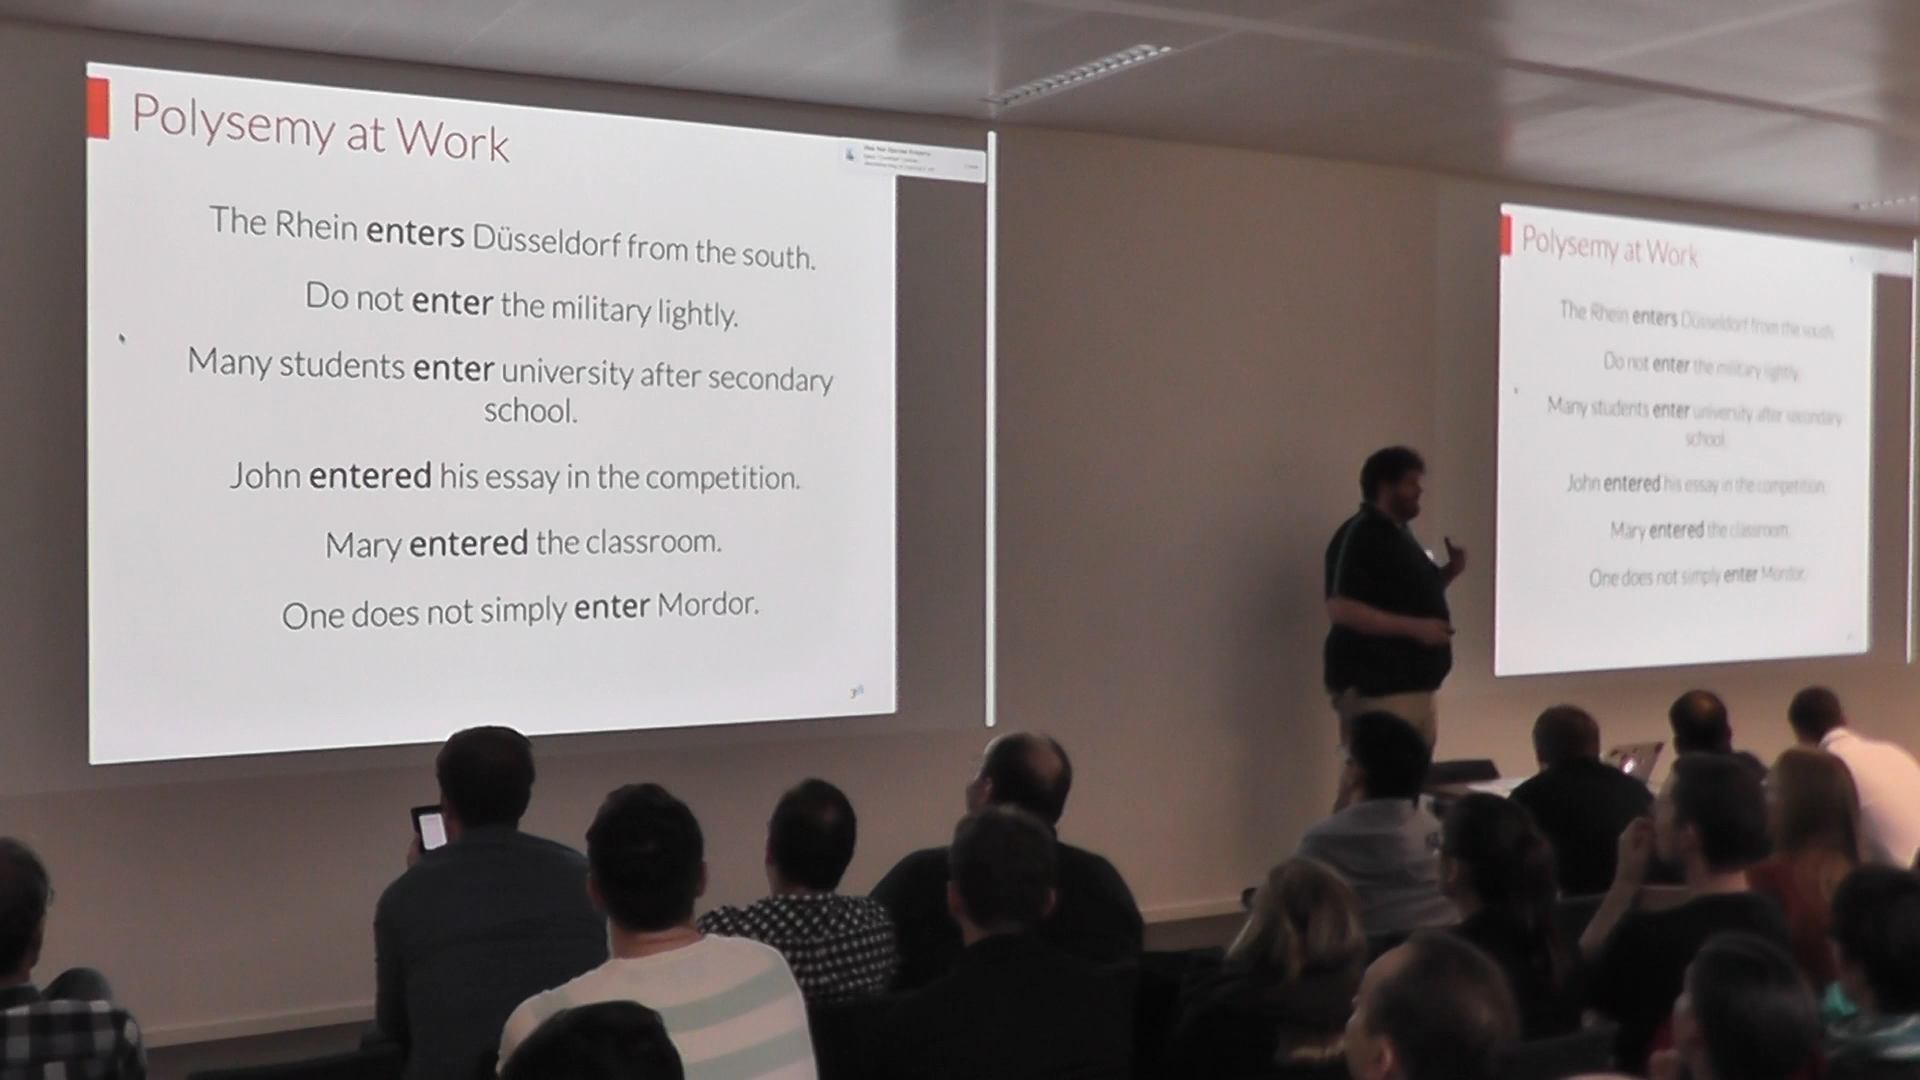 Polysemy at Work
The Rhein enters Düsseldorf from the south.
Do not enter the military lightly.
Many students enter university after secondary
school.
John entered his essay in the competition.
Mary entered the classroom.
One does not simply enter Mordor.
Polysemy at Work
The Rhein enters Düsseldorf from the south.
Do not enter the military lightly.
Many students enter university after secondary
school.
John entered his essay in the competition.
Mary entered the classroom.
One does not simply enter Mordor.